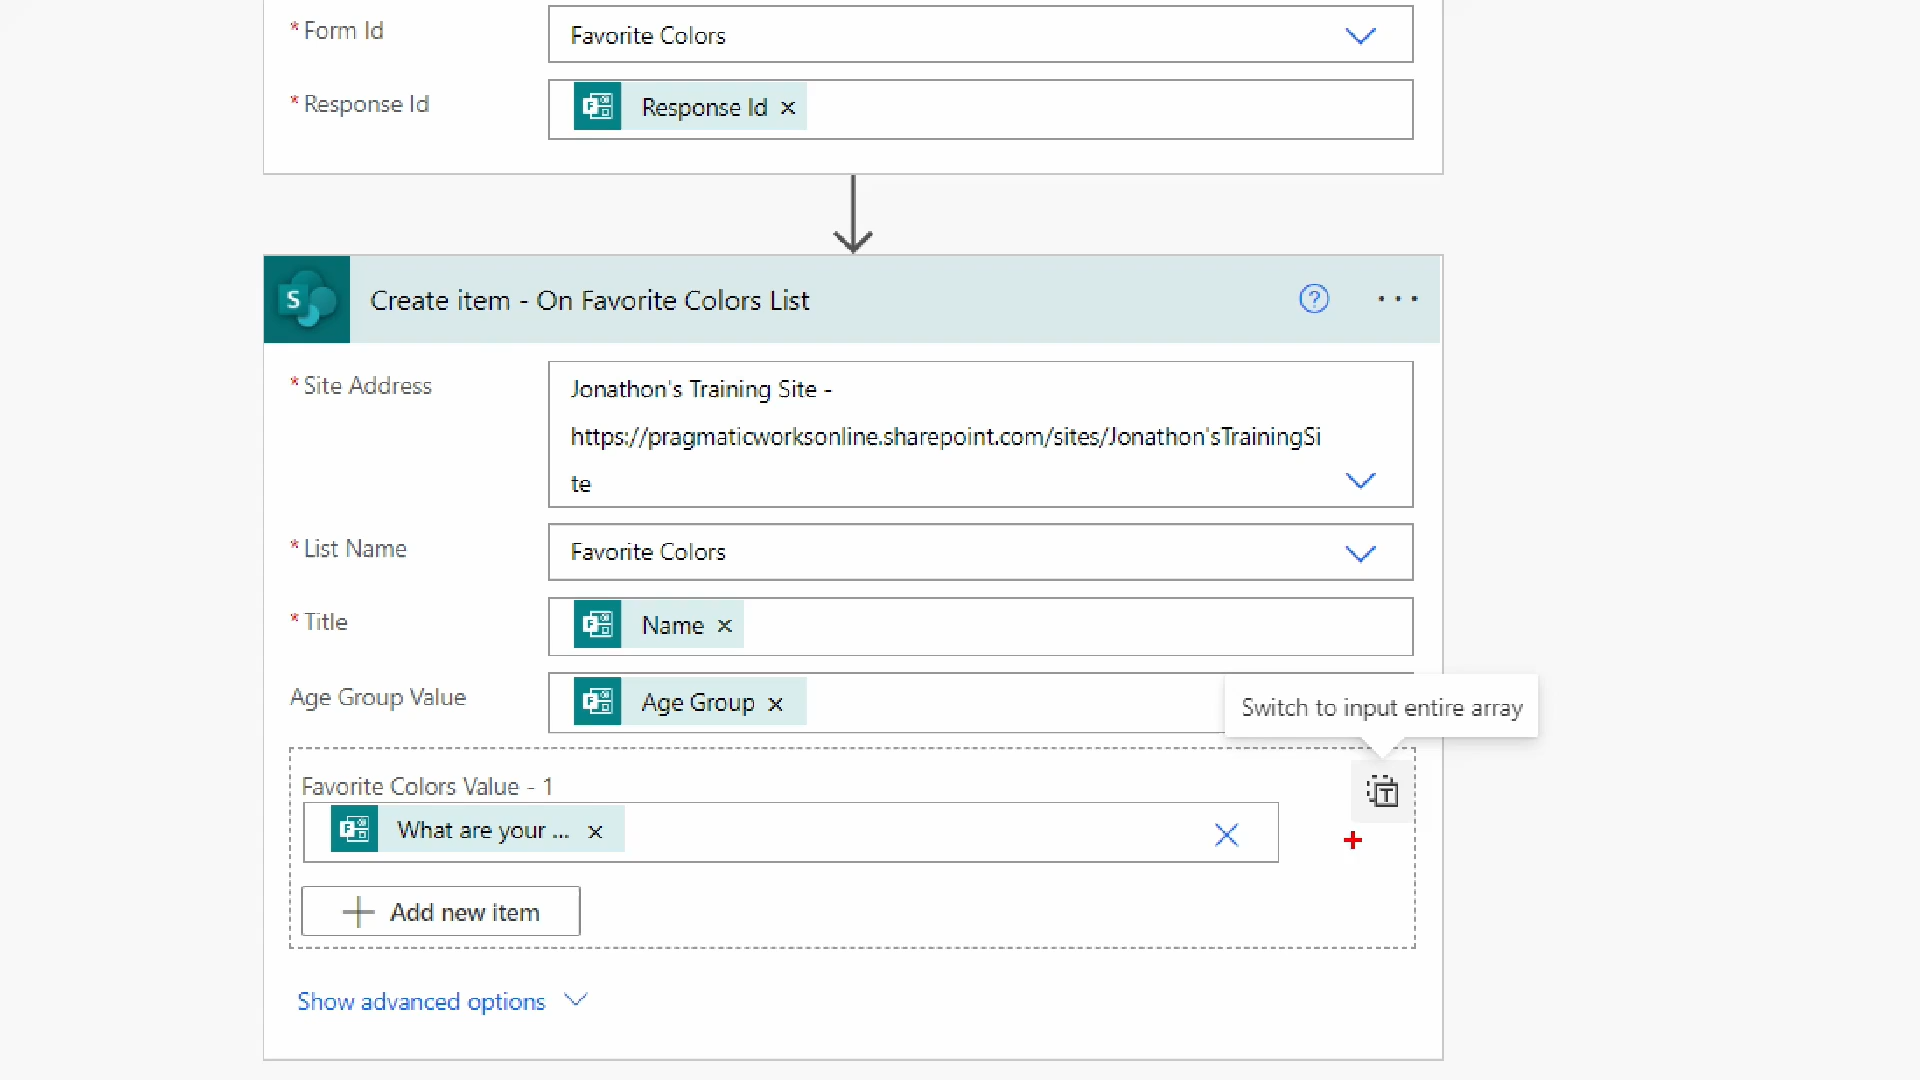 * Form Id
Favorite Colors
* Response Id
Response Id ×
Create item - On Favorite Colors List
* Site Address
Jonathon's Training Site -
https://pragmaticworksonline.sharepoint.com/sites/Jonathon'sTrainingSi
te
* List Name
Favorite Colors
* Title
Name ×
Age Group Value
Age Group ×
Switch to input entire array
Favorite Colors Value - 1
What are your ... ×
Add new item
Show advanced options